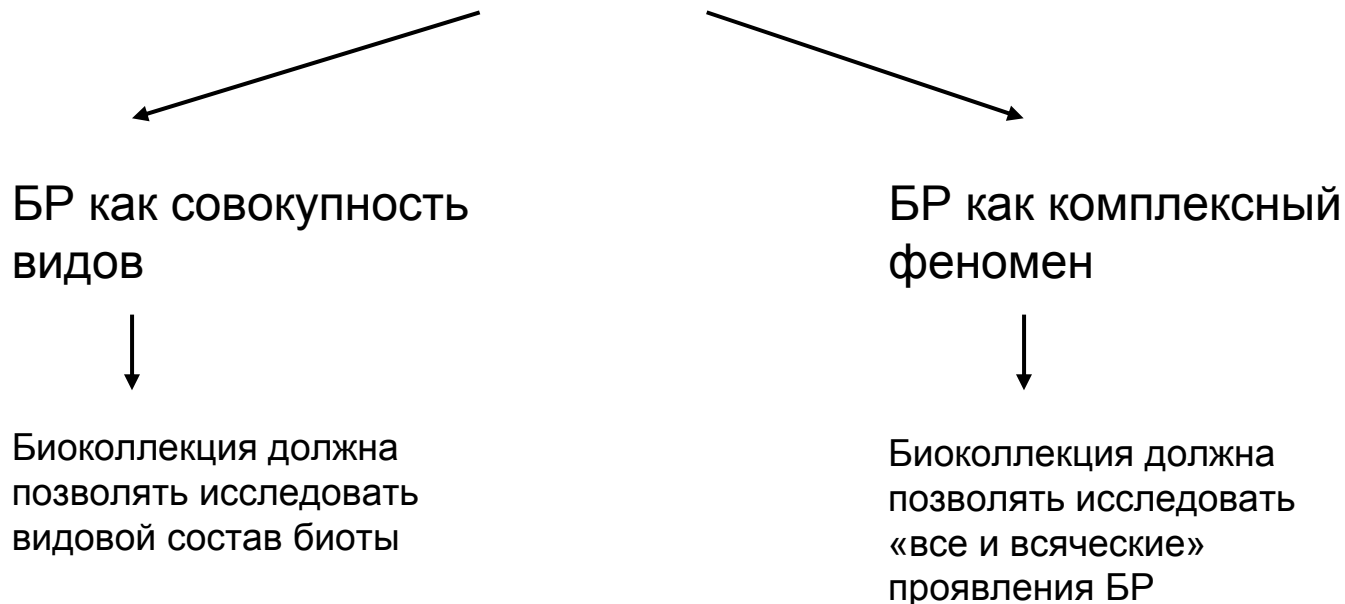 БР как совокупность
видов
БР как комплексный
феномен
Биоколлекция должна
позволять исследовать
видовой состав биоты
Биоколлекция должна
позволять исследовать
«все и всяческие»
проявления БР